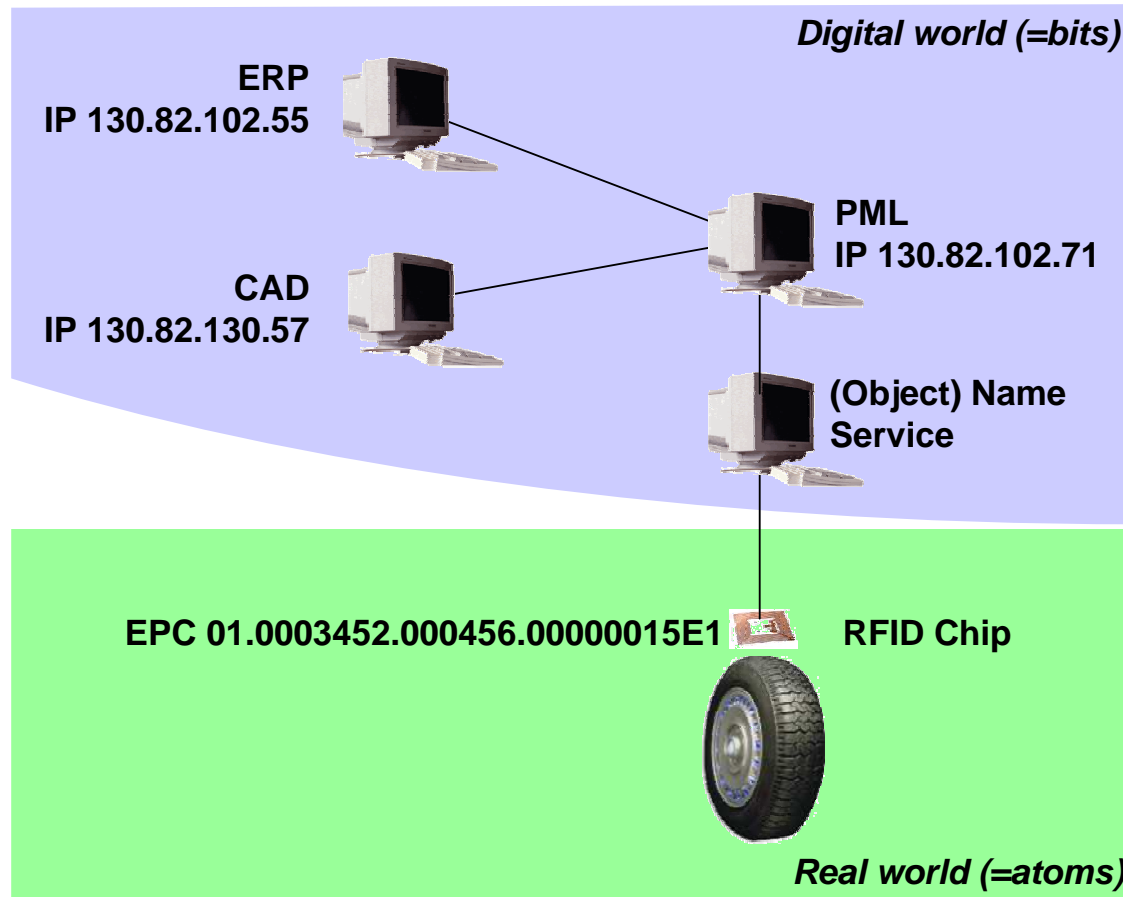 Digital world (=bits)
ERP
IP 130.82.102.55
PML
IP 130.82.102.71
CAD
IP 130.82.130.57
(Object) Name
Service
EPC 01.0003452.000456.00000015E1
RFID Chip
Real world (=atoms)